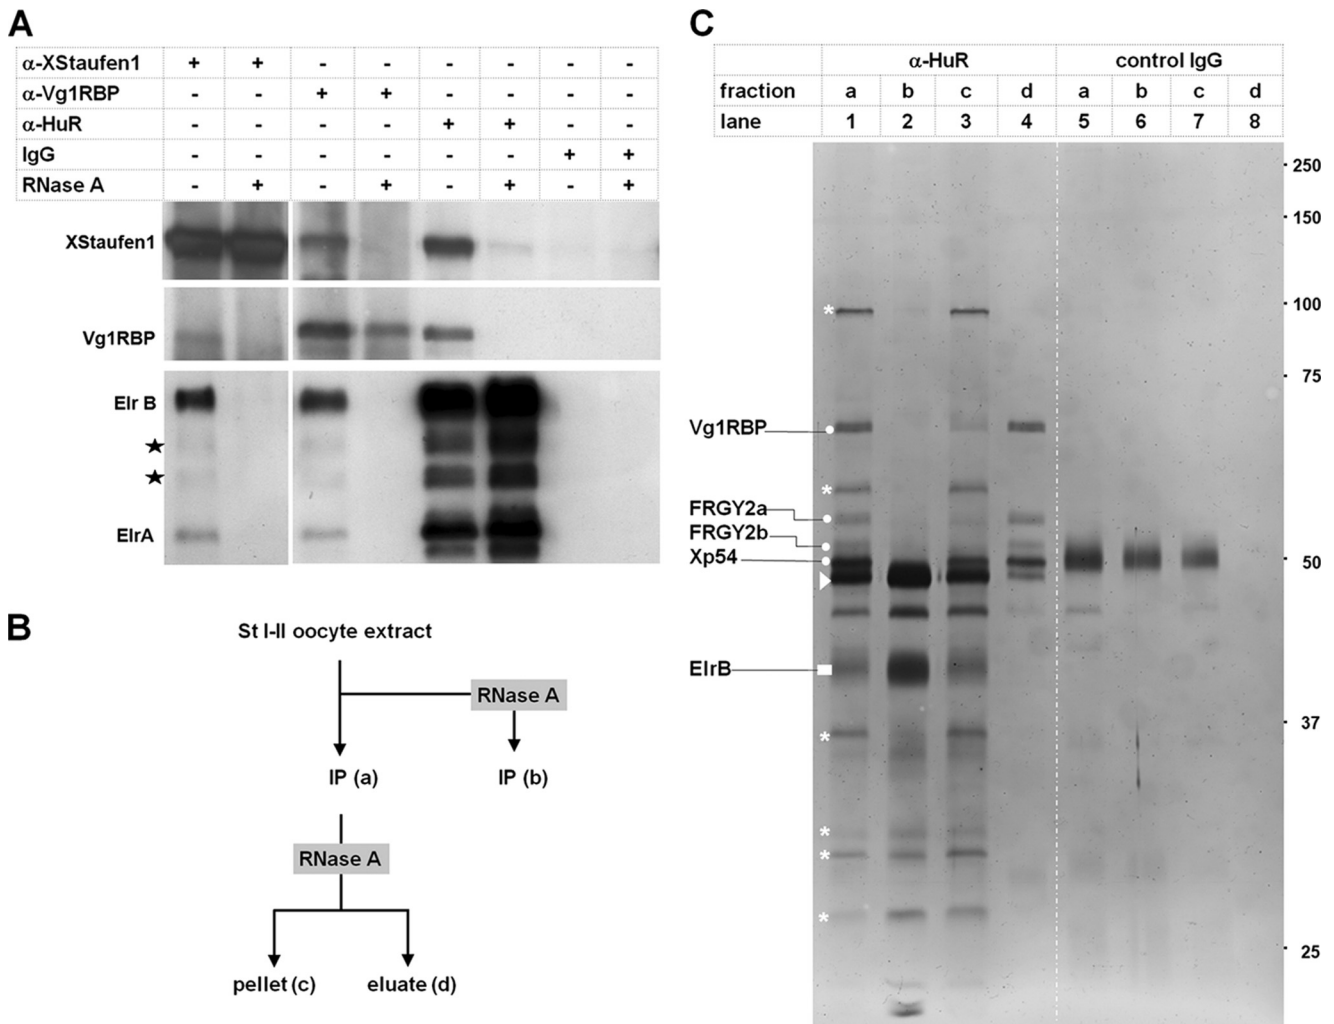 A
α-XStaufen1 + + - - - - - -
α-Vg1RBP - - + + - - - -
α-HuR - - - - + + - -
IgG - - - - - - + +
RNase A - + - + - + - +
XStaufen1
Vg1RBP
Elr B
★
★
ElrA
B
St I-II oocyte extract
RNase A
IP (a) IP (b)
RNase A
pellet (c) eluate (d)
C
α-HuR control IgG
fraction a b c d a b c d
lane 1 2 3 4 5 6 7 8
250
150
*
100
75
Vg1RBP
*
FRGY2a
FRGY2b
Xp54
50
ElrB
37
*
*
*
*
25